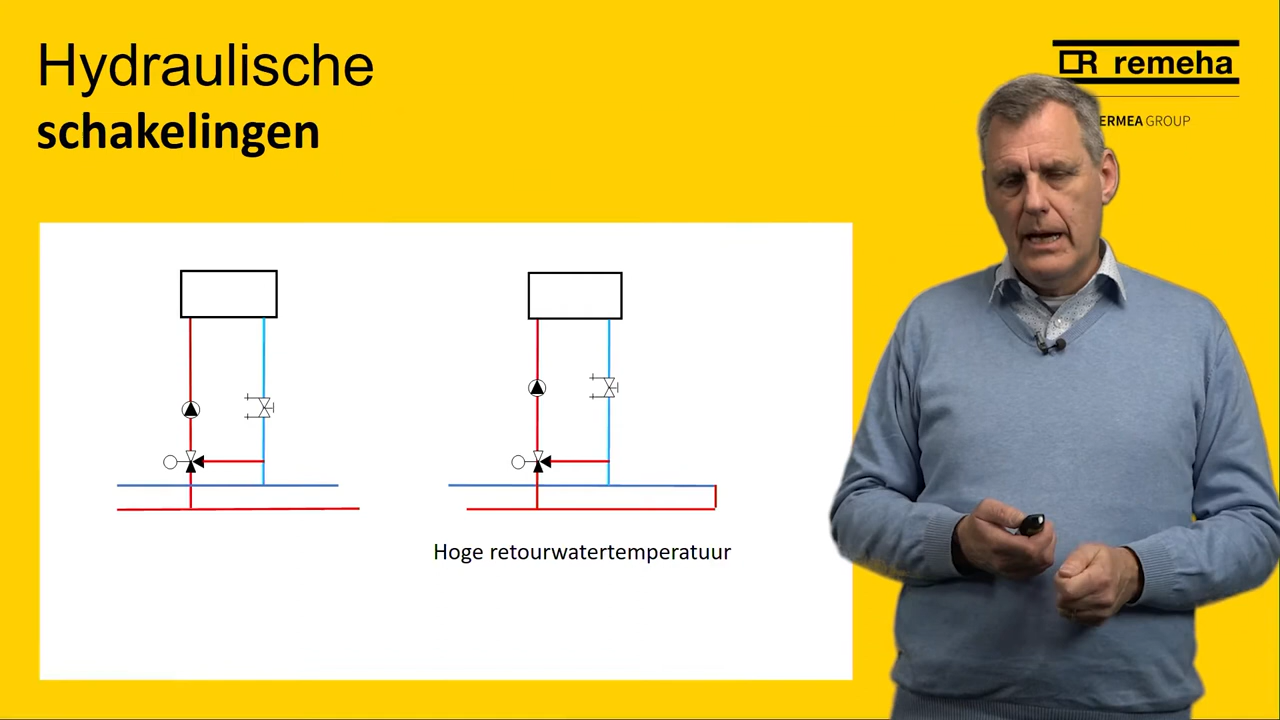 Hydraulische
schakelingen
remeha
ERMEA GROUP
Hoge retourwatertemperatuur